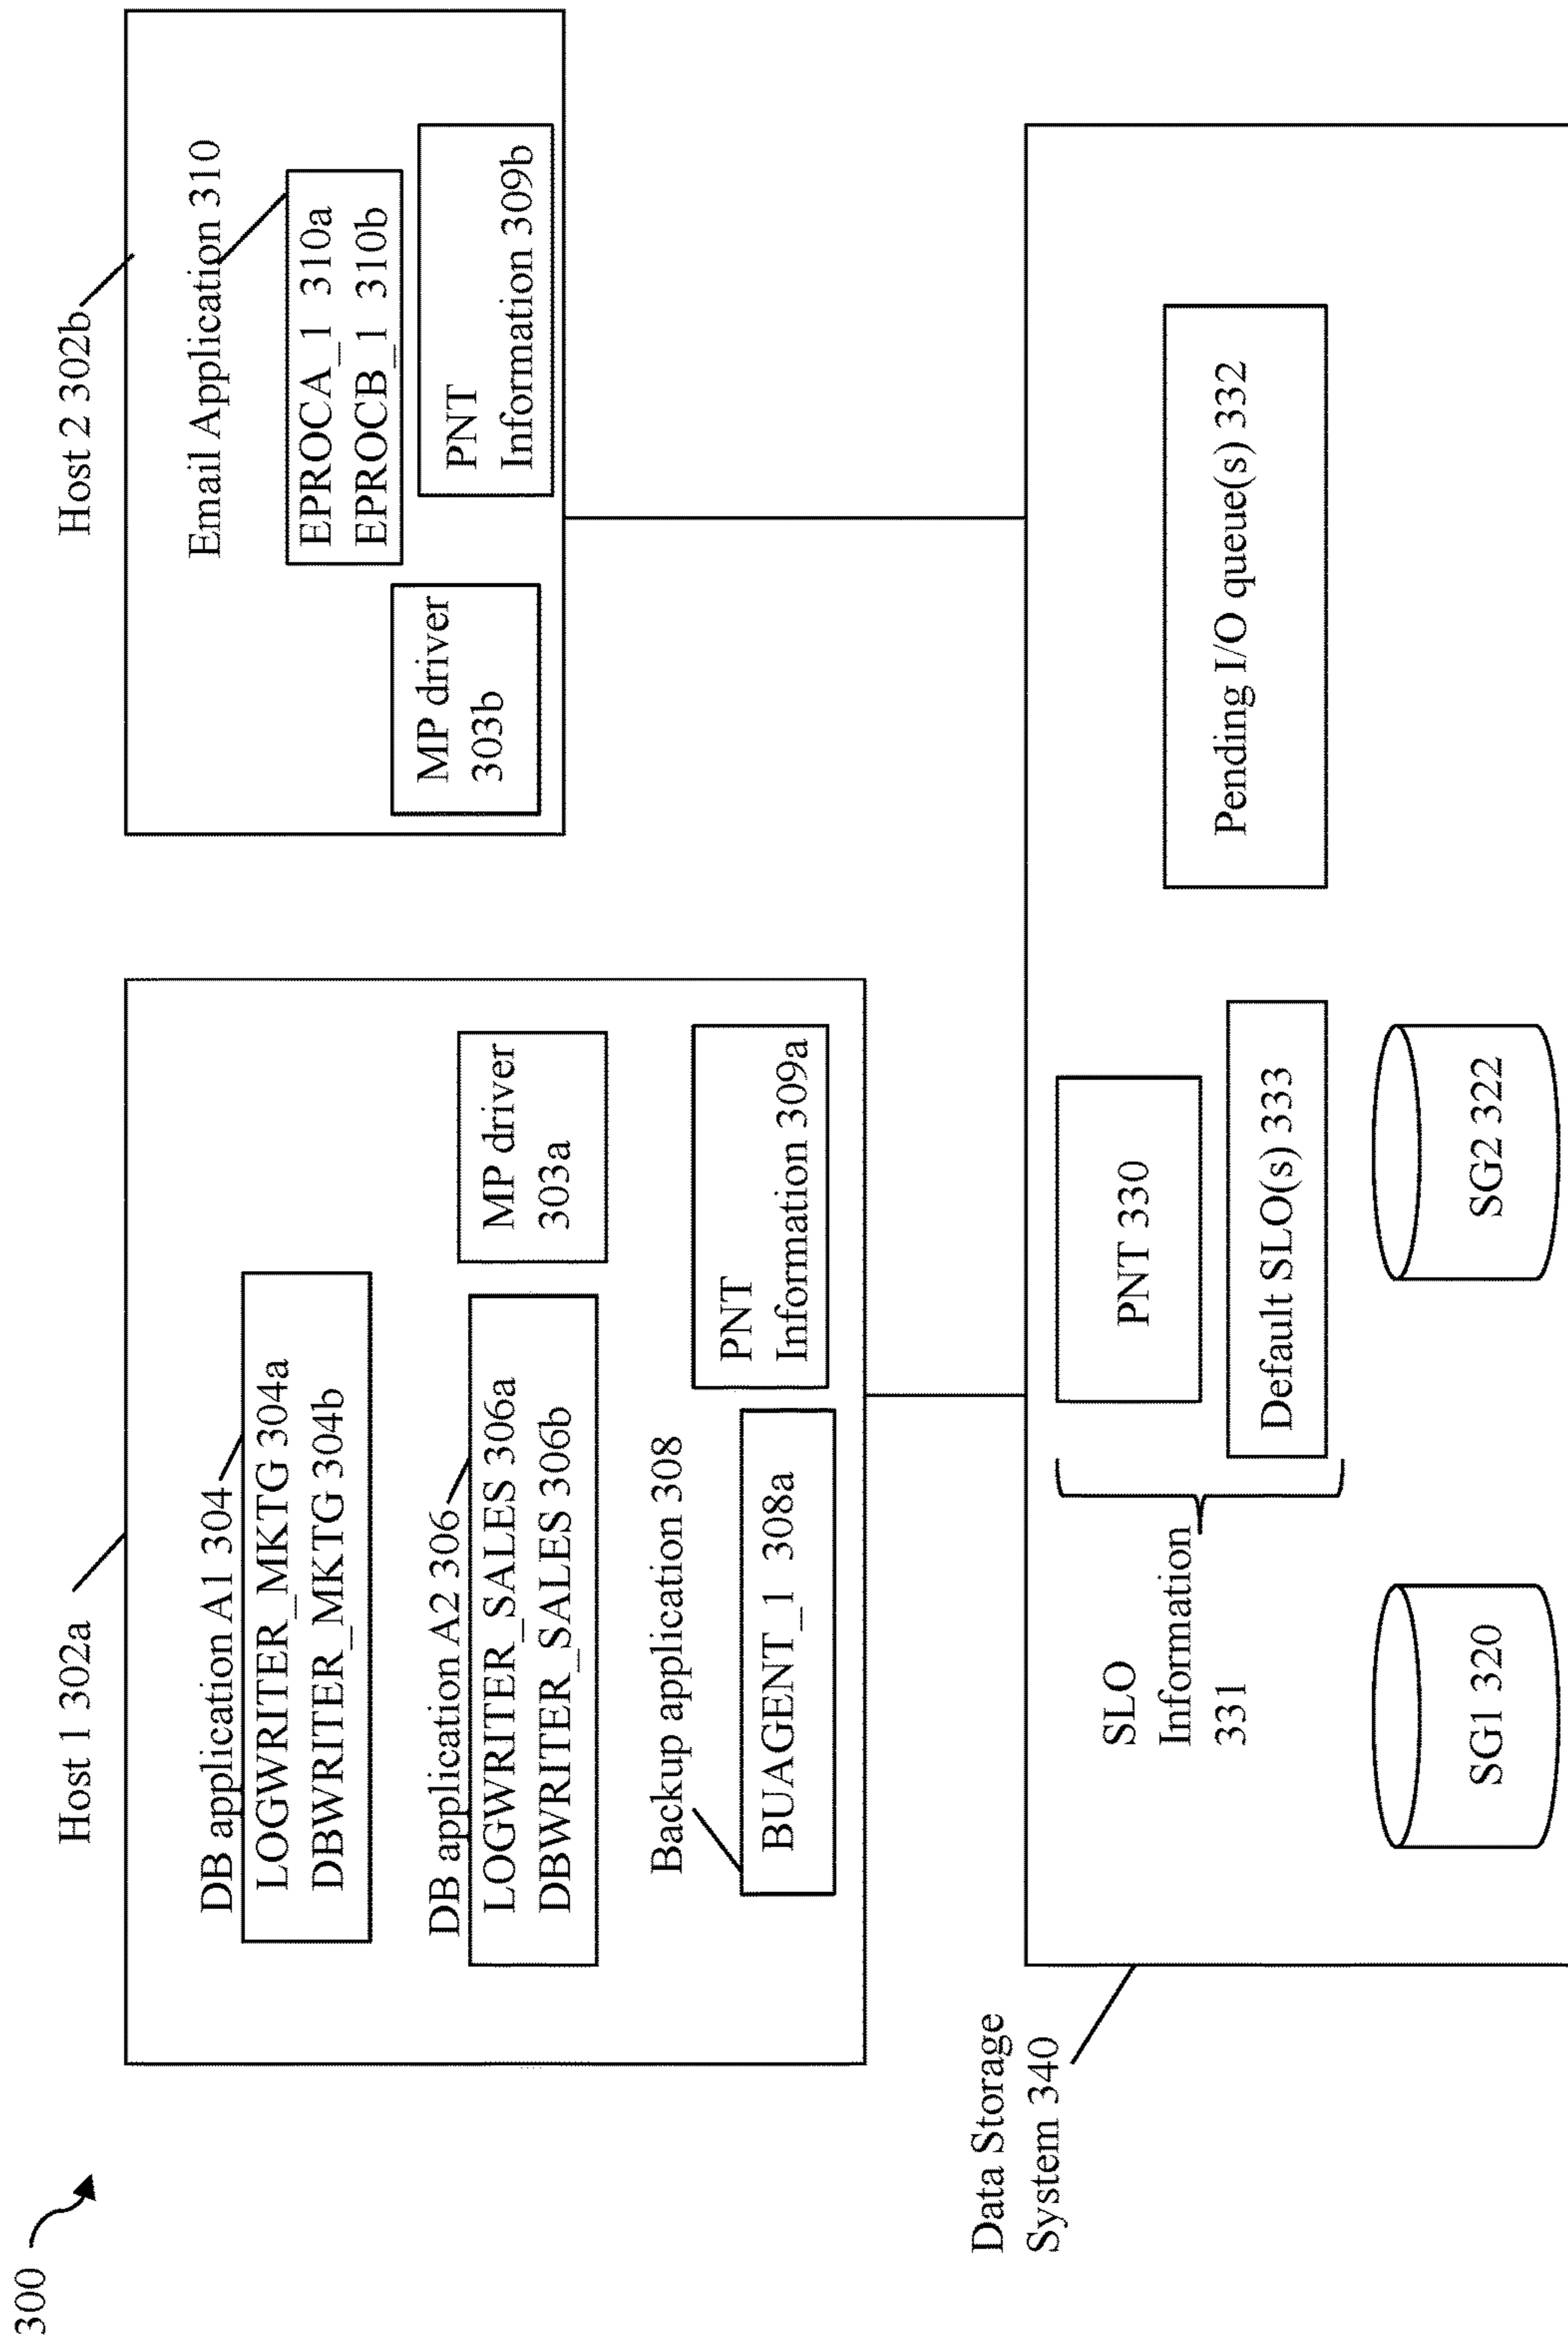 300
Host 1 302a
DB application A1 304
LOGWRITER_MKTG 304a
DBWRITER_MKTG 304b
DB application A2 306
LOGWRITER_SALES 306a
DBWRITER_SALES 306b
MP driver
303a
Backup application 308
BUAGENT_1 308a
PNT
Information 309a
Host 2 302b
Email Application 310
EPROCA_1 310a
EPROCB_1 310b
MP driver
303b
PNT
Information 309b
Data Storage
System 340
SLO
Information
331
PNT 330
Default SLO(s) 333
Pending I/O queue(s) 332
SG1 320
SG2 322